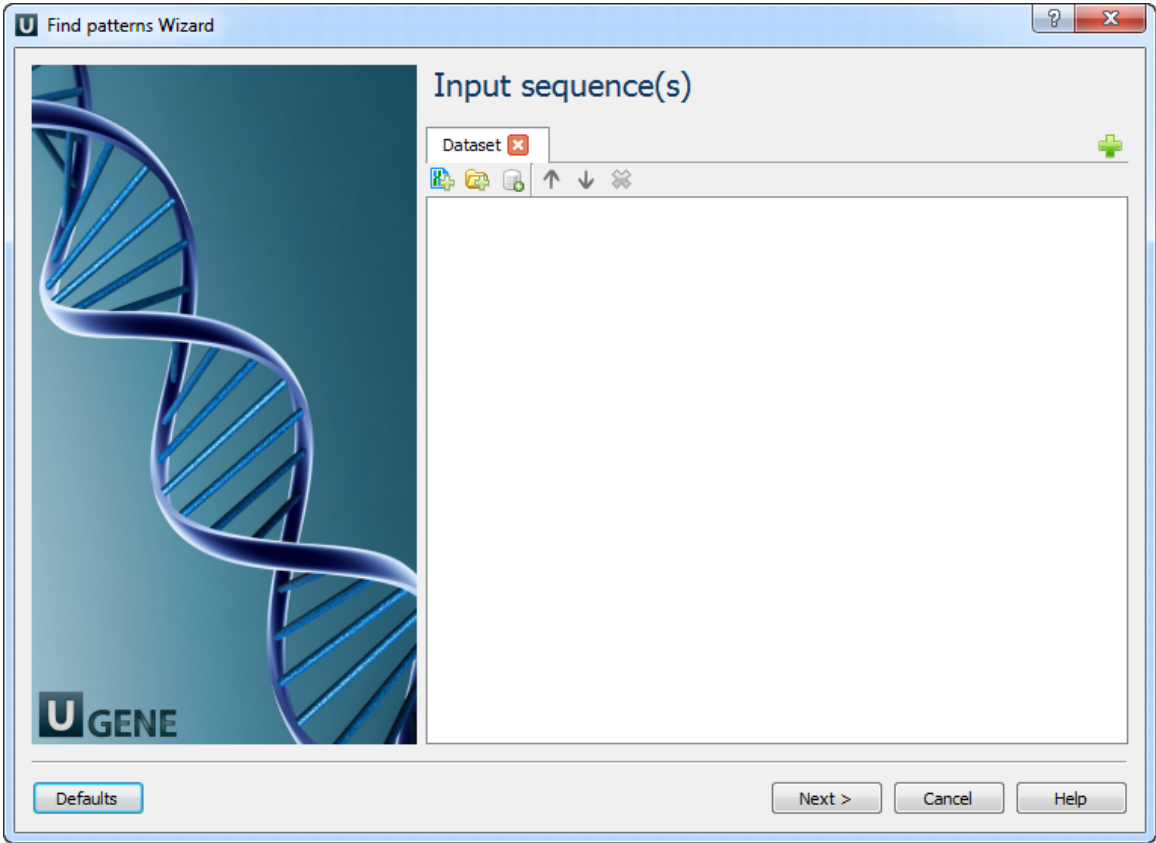 U Find patterns Wizard
Input sequence(s)
Dataset
U GENE
Defaults
Next >
Cancel
Help